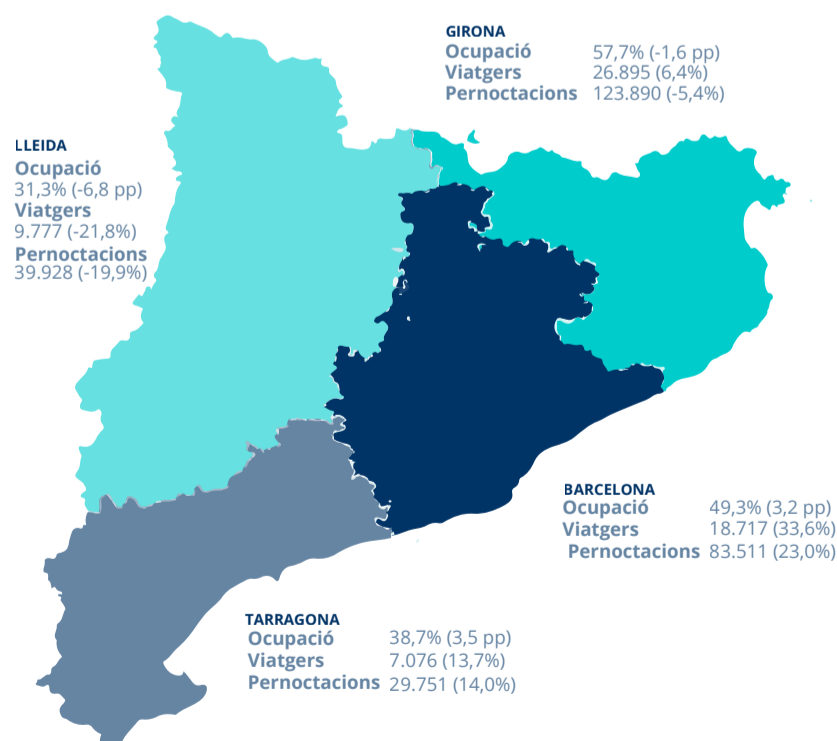 GIRONA
Ocupació 57,7% (-1,6 pp)
Viatgers 26.895 (6,4%)
Pernoctacions 123.890 (-5,4%)
LLEIDA
Ocupació
31,3% (-6,8 pp)
Viatgers
9.777 (-21,8%)
Pernoctacions
39.928 (-19,9%)
BARCELONA
Ocupació 49,3% (3,2 pp)
Viatgers 18.717 (33,6%)
Pernoctacions 83.511 (23,0%)
TARRAGONA
Ocupació 38,7% (3,5 pp)
Viatgers 7.076 (13,7%)
Pernoctacions 29.751 (14,0%)